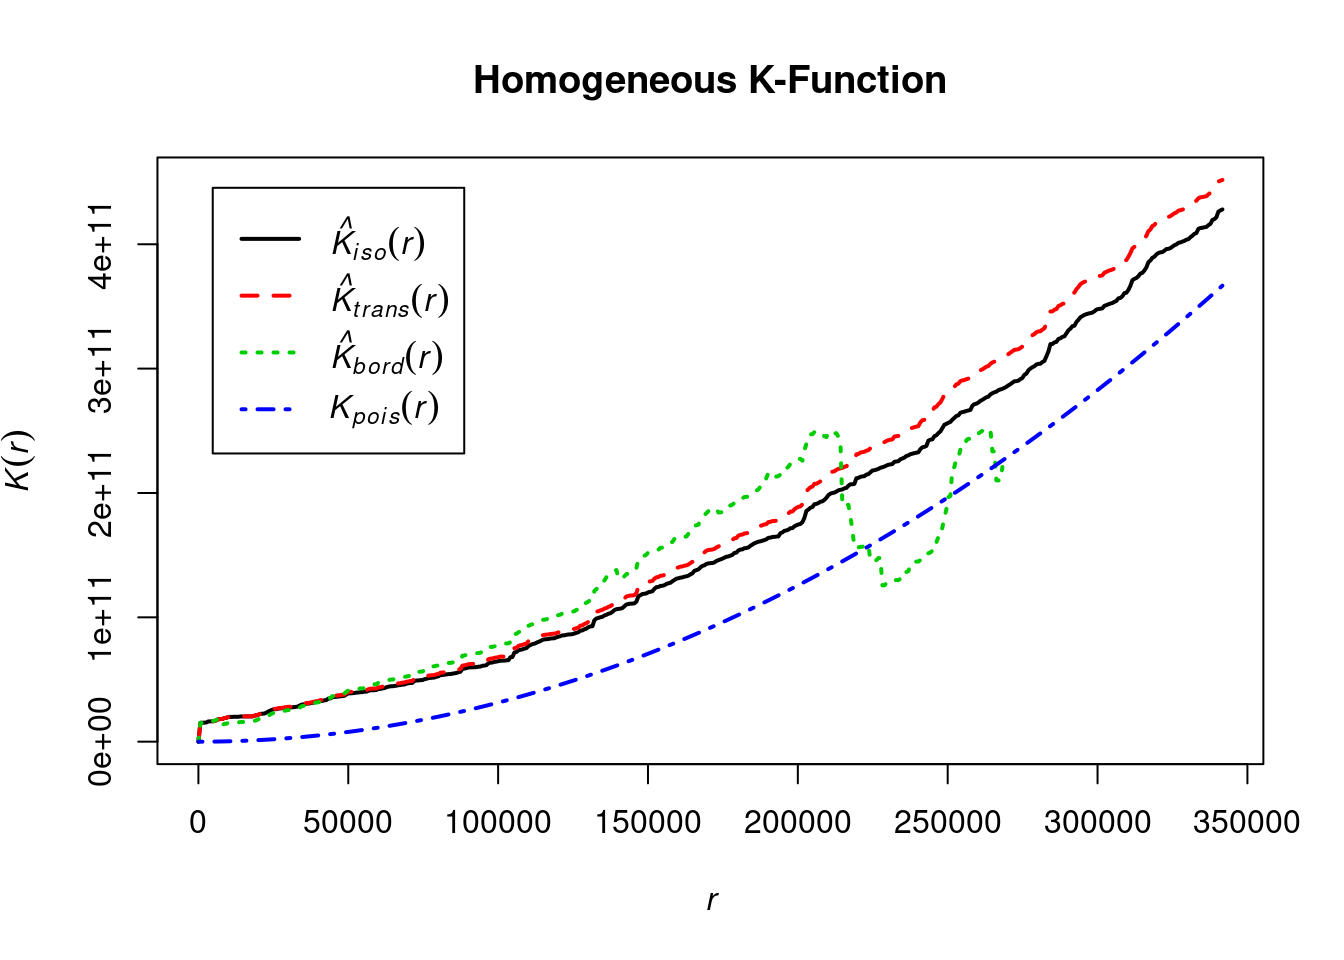 Homogeneous K-Function
K̂iso(r)
K̂trans(r)
K̂bord(r)
Kpois(r)
K(r)
0e+00 1e+11 2e+11 3e+11 4e+11
0 50000 100000 150000 200000 250000 300000 350000
r